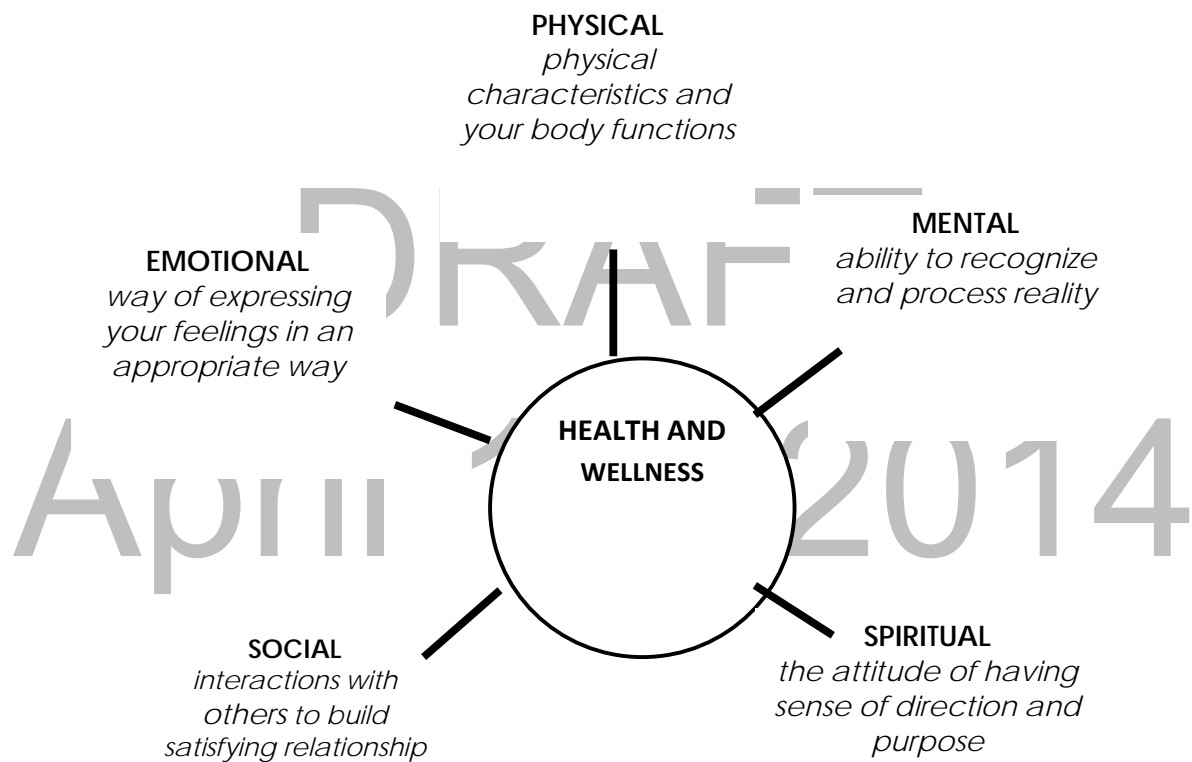 PHYSICAL
physical
characteristics and
your body functions
DRAFT
MENTAL
ability to recognize
and process reality
EMOTIONAL
way of expressing
your feelings in an
appropriate way
HEALTH AND
WELLNESS
April 2014
SOCIAL
interactions with
others to build
satisfying relationship
SPIRITUAL
the attitude of having
sense of direction and
purpose